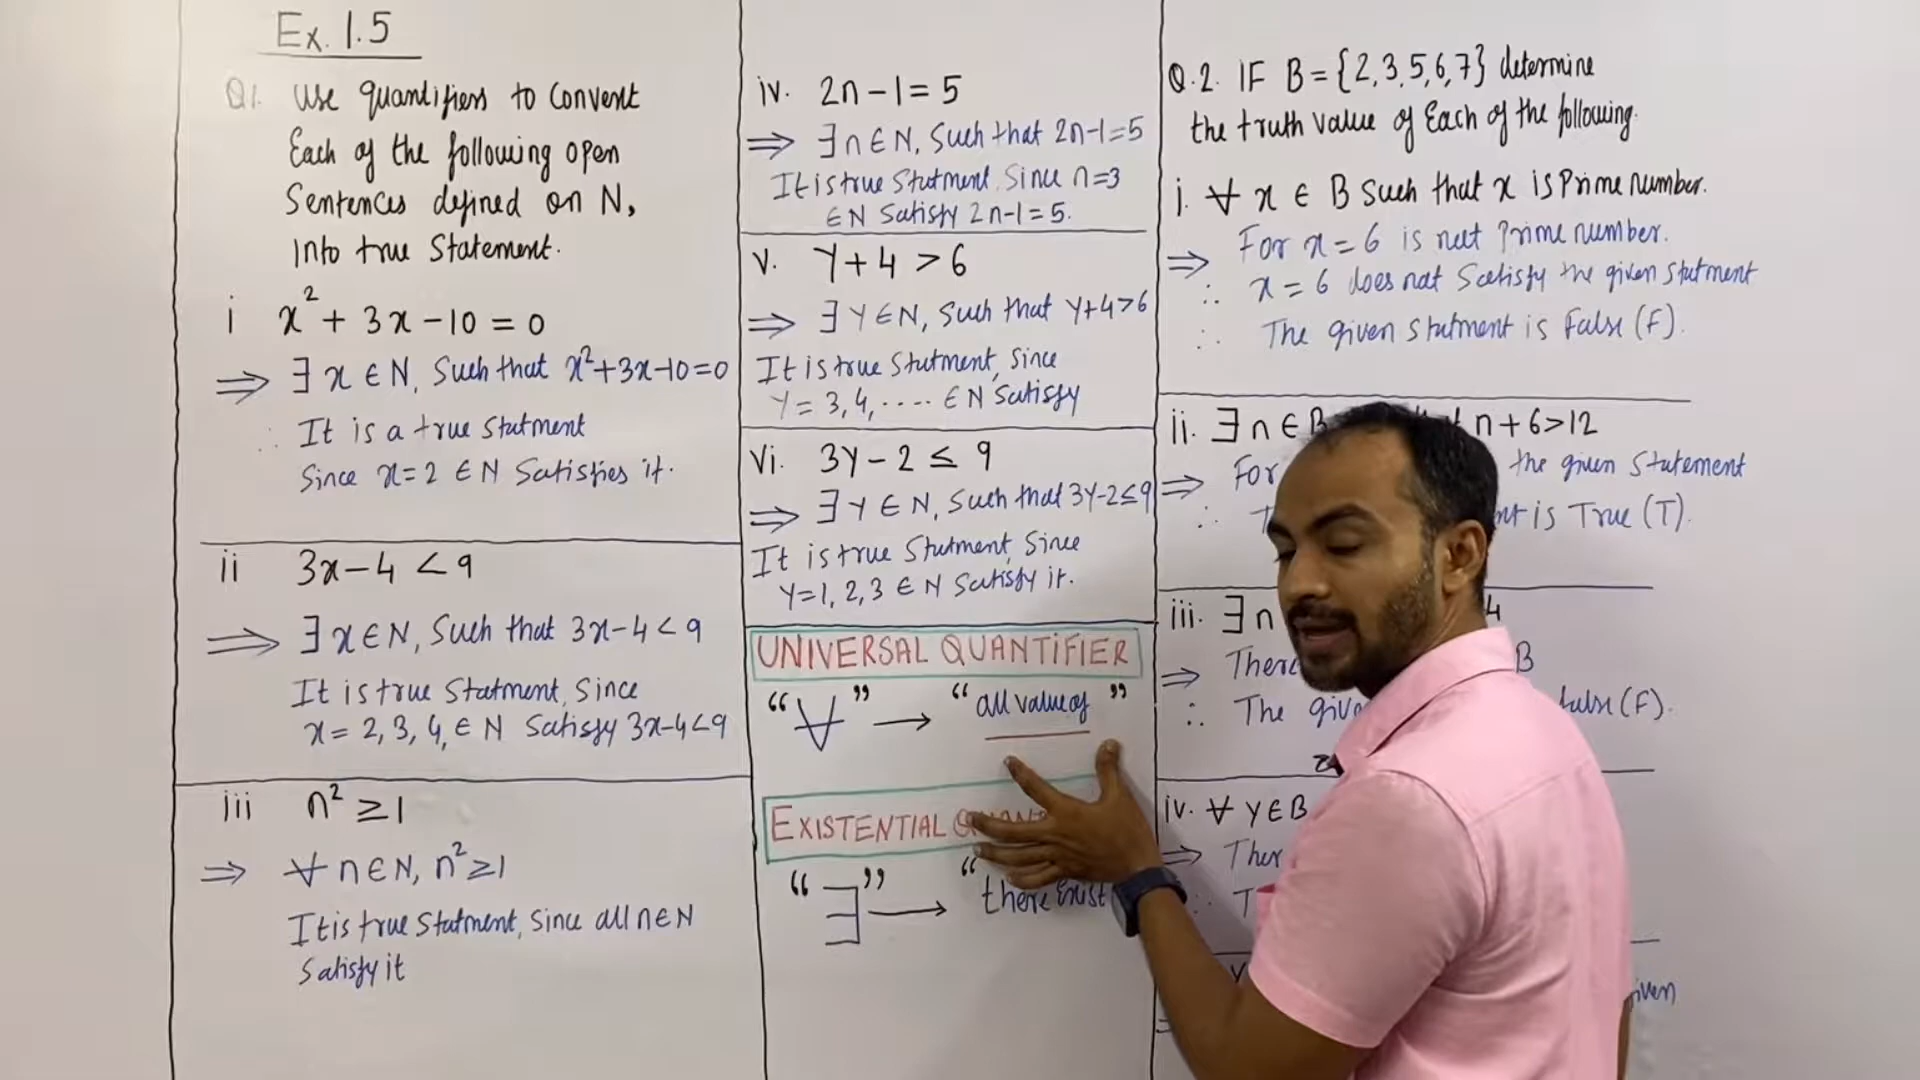 Ex. 1.5
Q1. Use quantifiers to Convert
Each of the following open
Sentences defined on N,
Into true Statement.
i x² + 3x - 10 = 0
⟹ ∃ x ∈ N, Such that x²+3x-10=0
∴ It is a true Statment
Since x=2 ∈ N Satisfies it.
ii 3x - 4 < 9
⟹ ∃ x ∈ N, Such that 3x-4 < 9
It is true Statment, Since
x = 2, 3, 4, ∈ N Satisfy 3x-4<9
iii n² ≥ 1
⟹ ∀ n ∈ N, n² ≥ 1
It is true Statment, Since all n ∈ N
Satisfy it
iv. 2n - 1 = 5
⟹ ∃ n ∈ N, Such that 2n-1=5
It is true Statment, Since n=3
∈ N Satisfy 2n-1=5.
v. Y + 4 > 6
⟹ ∃ Y ∈ N, Such that Y+4>6
It is true Statment, Since
Y = 3, 4, .... ∈ N Satisfy
vi. 3Y - 2 ≤ 9
⟹ ∃ Y ∈ N, Such that 3Y-2≤9
It is true Statment, Since
Y=1, 2, 3 ∈ N Satisfy it.
UNIVERSAL QUANTIFIER
“ ∀ ” → “ all value of ”
EXISTENTIAL
“ ∃ ” → “ there Exist
Q.2. IF B = {2, 3, 5, 6, 7} determine
the truth value of Each of the following.
i. ∀ x ∈ B Such that x is Prime number.
⟹ For x = 6 is not Prime number.
∴ x = 6 does not Satisfy the given Statment
∴ The given Statment is False (F).
ii. ∃ n ∈ B n + 6 > 12
⟹ For the given Statement
∴ is True (T).
iii. ∃ n 4
⟹ B
∴ The (F).
iv. ∀ Y ∈ B
⟹
∴